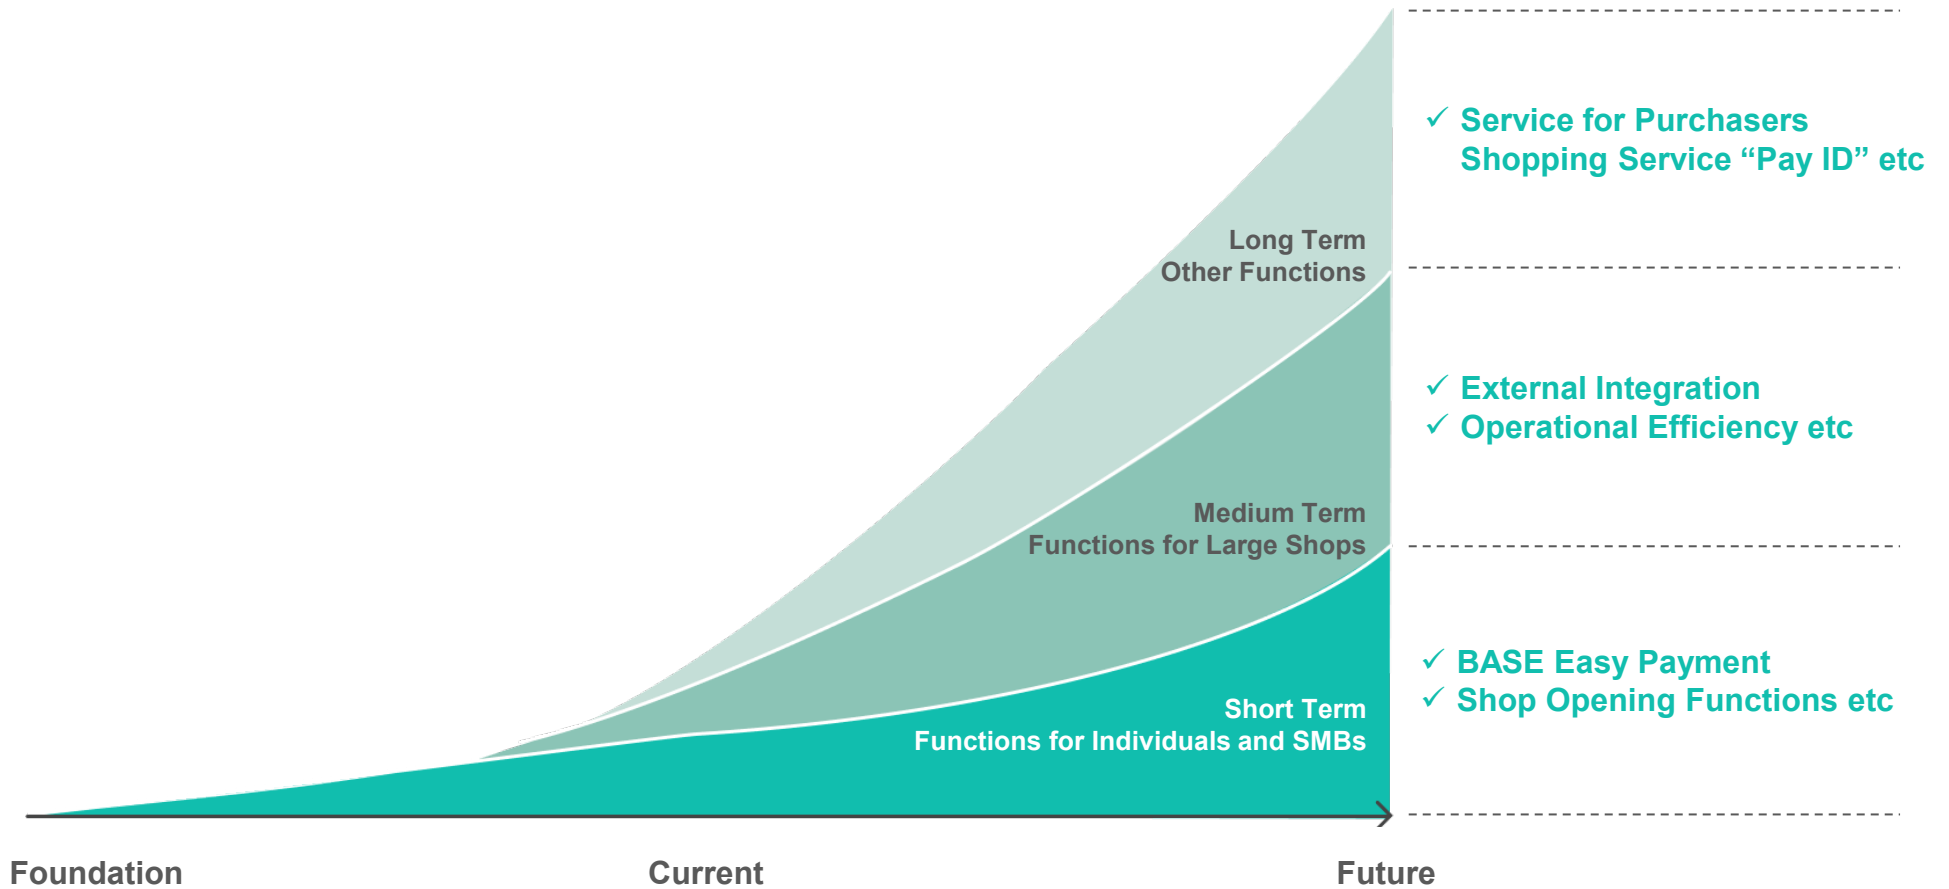 ✓ Service for Purchasers
Shopping Service “Pay ID” etc
Long Term
Other Functions
✓ External Integration
✓ Operational Efficiency etc
Medium Term
Functions for Large Shops
✓ BASE Easy Payment
✓ Shop Opening Functions etc
Short Term
Functions for Individuals and SMBs
Foundation
Current
Future